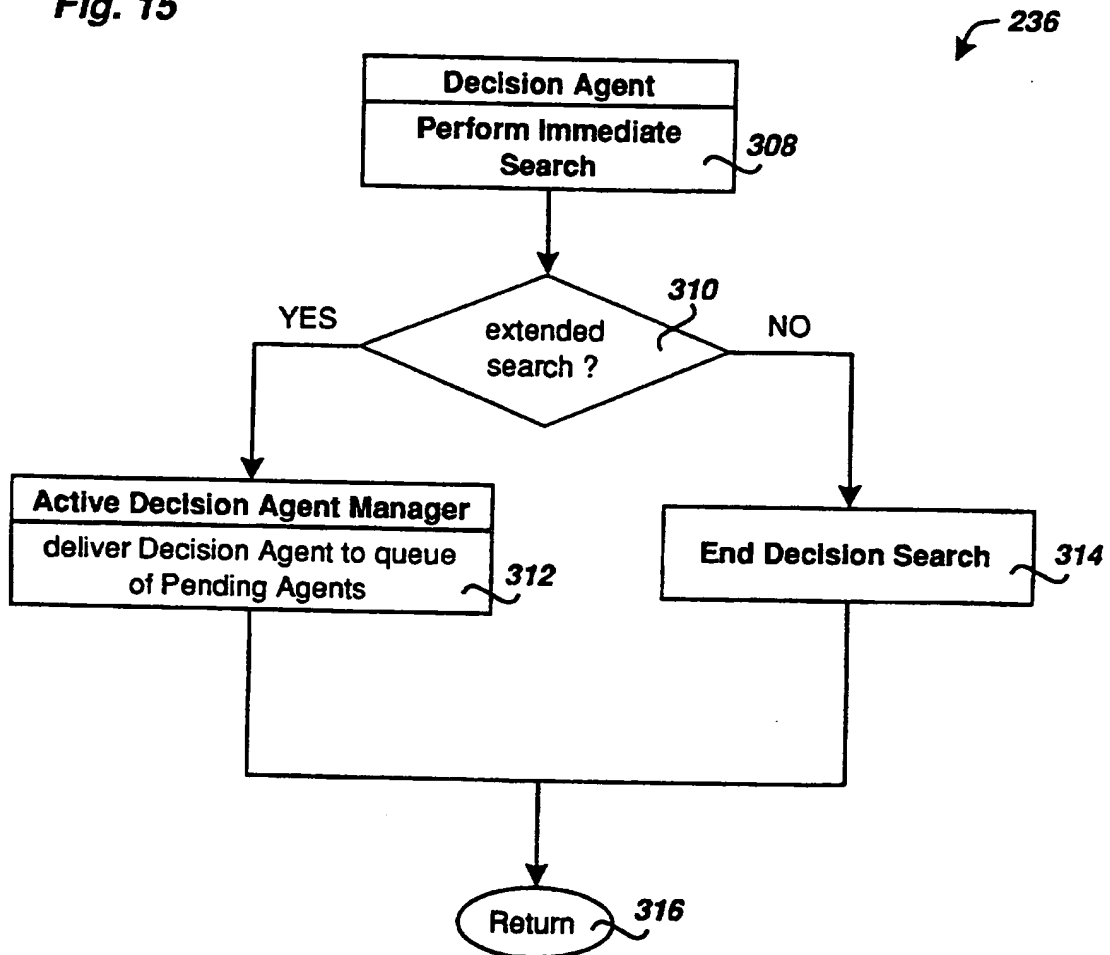 Fig. 15
236
Decision Agent
Perform Immediate
Search
308
310
YES
extended
search ?
NO
Active Decision Agent Manager
deliver Decision Agent to queue
of Pending Agents
312
End Decision Search
314
Return
316